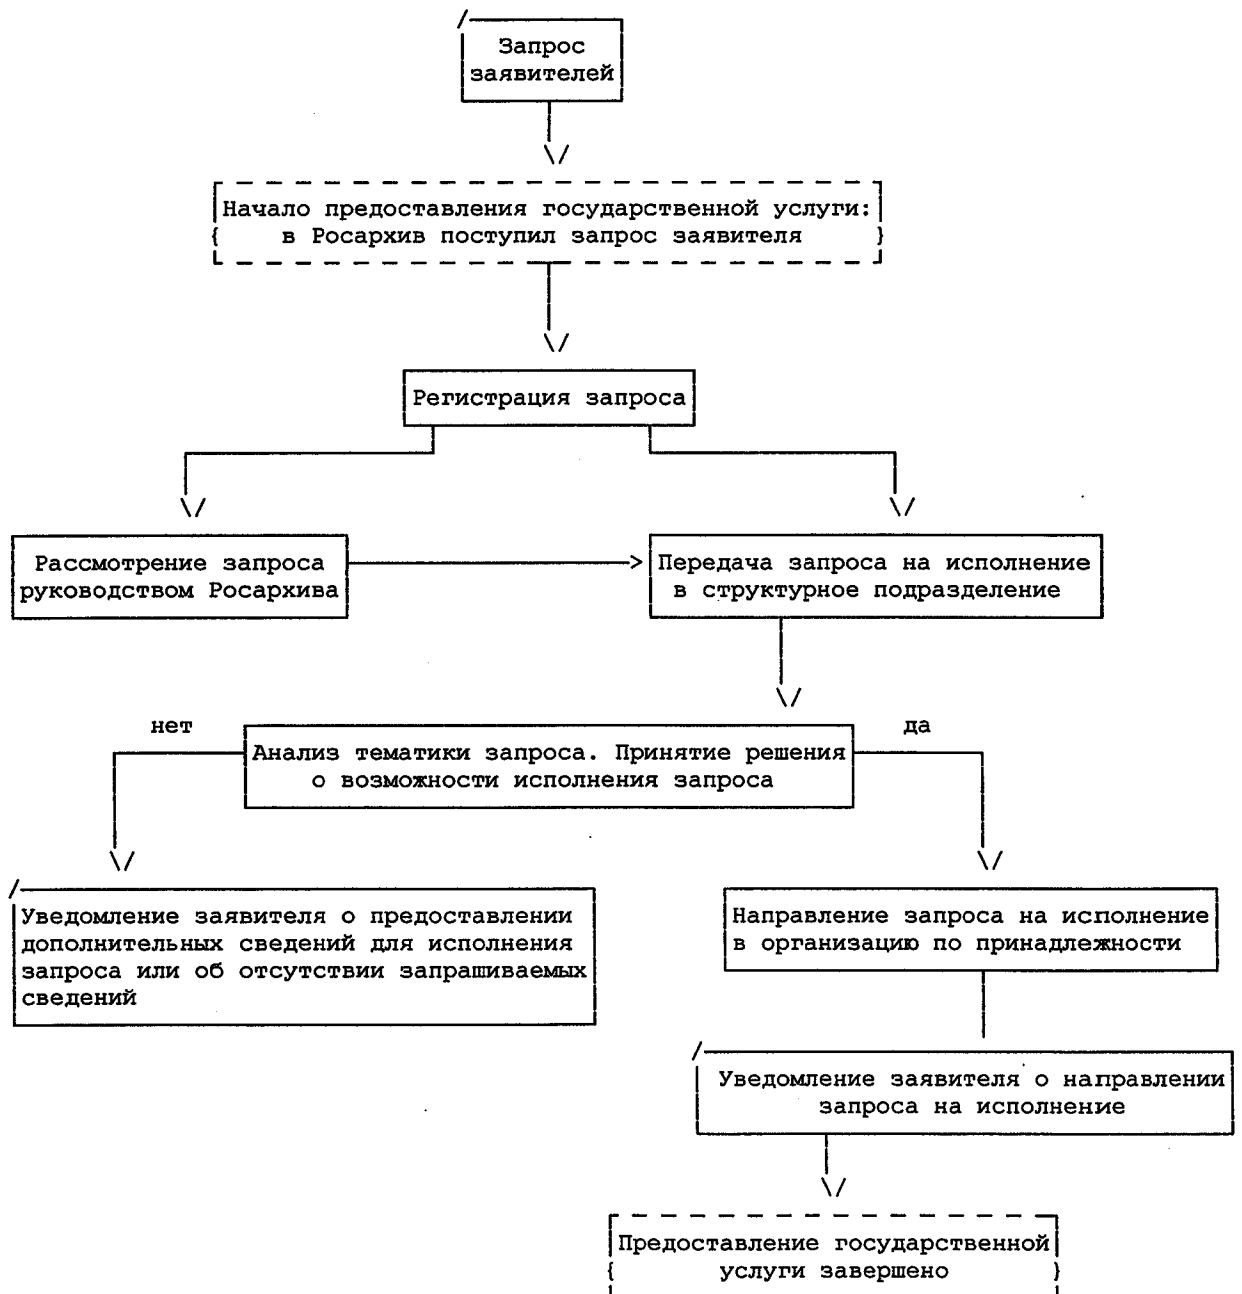 Запрос
заявителей
Начало предоставления государственной услуги:
в Росархив поступил запрос заявителя
Регистрация запроса
Рассмотрение запроса
руководством Росархива
Передача запроса на исполнение
в структурное подразделение
нет
да
Анализ тематики запроса. Принятие решения
о возможности исполнения запроса
Уведомление заявителя о предоставлении
дополнительных сведений для исполнения
запроса или об отсутствии запрашиваемых
сведений
Направление запроса на исполнение
в организацию по принадлежности
Уведомление заявителя о направлении
запроса на исполнение
Предоставление государственной
услуги завершено